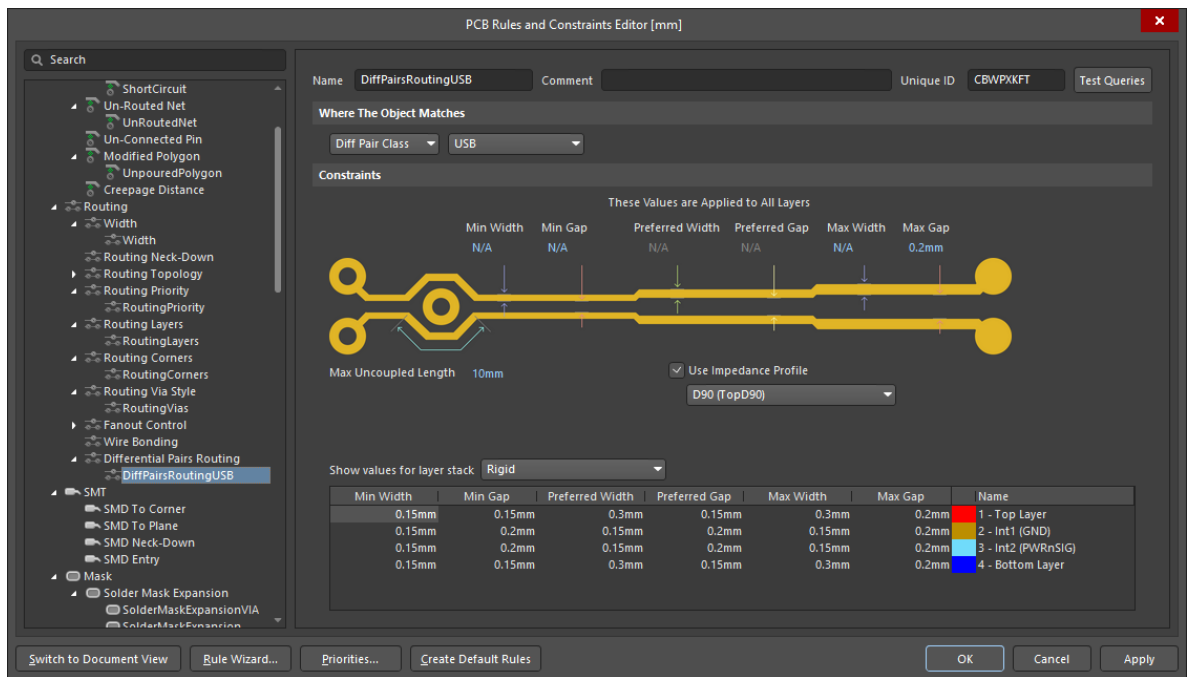 PCB Rules and Constraints Editor [mm]
Search
ShortCircuit
Un-Routed Net
UnRoutedNet
Un-Connected Pin
Modified Polygon
UnpouredPolygon
Creepage Distance
Routing
Width
Width
Routing Neck-Down
Routing Topology
Routing Priority
RoutingPriority
Routing Layers
RoutingLayers
Routing Corners
RoutingCorners
Routing Via Style
RoutingVias
Fanout Control
Wire Bonding
Differential Pairs Routing
DiffPairsRoutingUSB
SMT
SMD To Corner
SMD To Plane
SMD Neck-Down
SMD Entry
Mask
Solder Mask Expansion
SolderMaskExpansionVIA
SolderMaskExpansion
Name DiffPairsRoutingUSB Comment Unique ID CBWPXKFT Test Queries
Where The Object Matches
Diff Pair Class USB
Constraints
These Values are Applied to All Layers
Min Width Min Gap Preferred Width Preferred Gap Max Width Max Gap
N/A N/A N/A N/A N/A 0.2mm
Max Uncoupled Length 10mm
Use Impedance Profile
D90 (TopD90)
Show values for layer stack Rigid
Min Width Min Gap Preferred Width Preferred Gap Max Width Max Gap Name
0.15mm 0.15mm 0.3mm 0.15mm 0.3mm 0.2mm 1 - Top Layer
0.15mm 0.2mm 0.15mm 0.2mm 0.15mm 0.2mm 2 - Int1 (GND)
0.15mm 0.2mm 0.15mm 0.2mm 0.15mm 0.2mm 3 - Int2 (PWRnSIG)
0.15mm 0.15mm 0.3mm 0.15mm 0.3mm 0.2mm 4 - Bottom Layer
Switch to Document View Rule Wizard... Priorities... Create Default Rules OK Cancel Apply